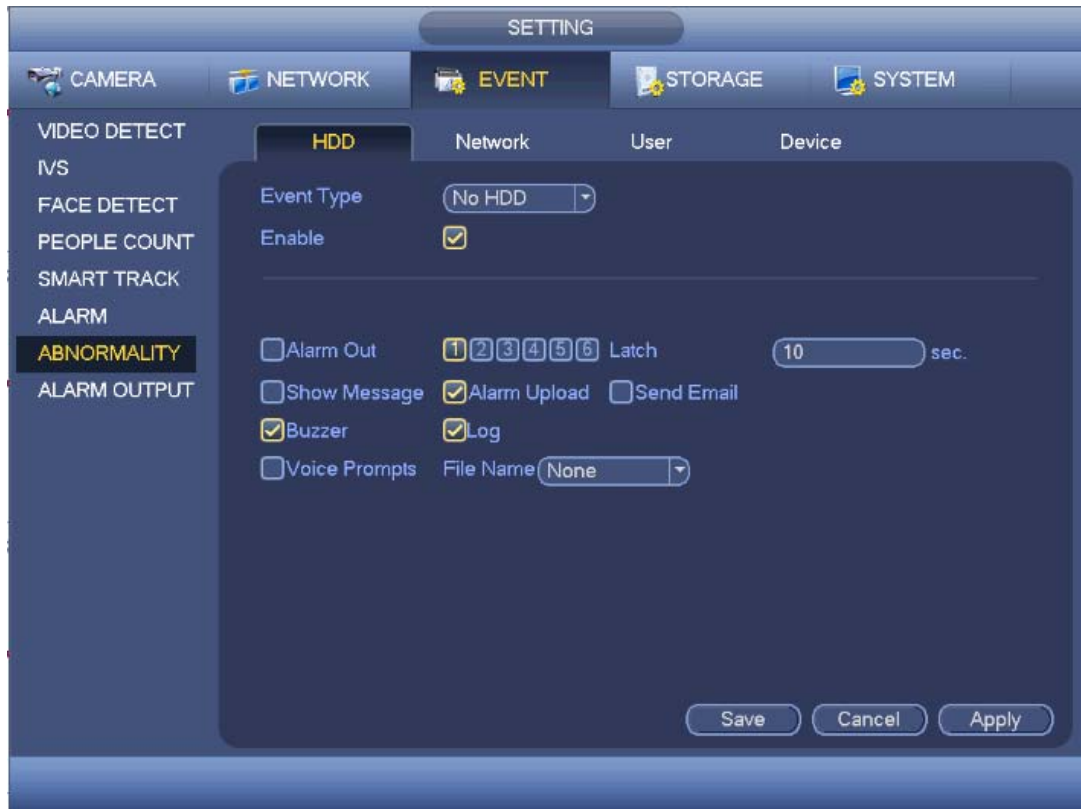 SETTING
CAMERA NETWORK EVENT STORAGE SYSTEM
VIDEO DETECT
IVS
FACE DETECT
PEOPLE COUNT
SMART TRACK
ALARM
ABNORMALITY
ALARM OUTPUT
HDD Network User Device
Event Type No HDD
Enable
Alarm Out 1 2 3 4 5 6 Latch 10 sec.
Show Message Alarm Upload Send Email
Buzzer Log
Voice Prompts File Name None
Save Cancel Apply